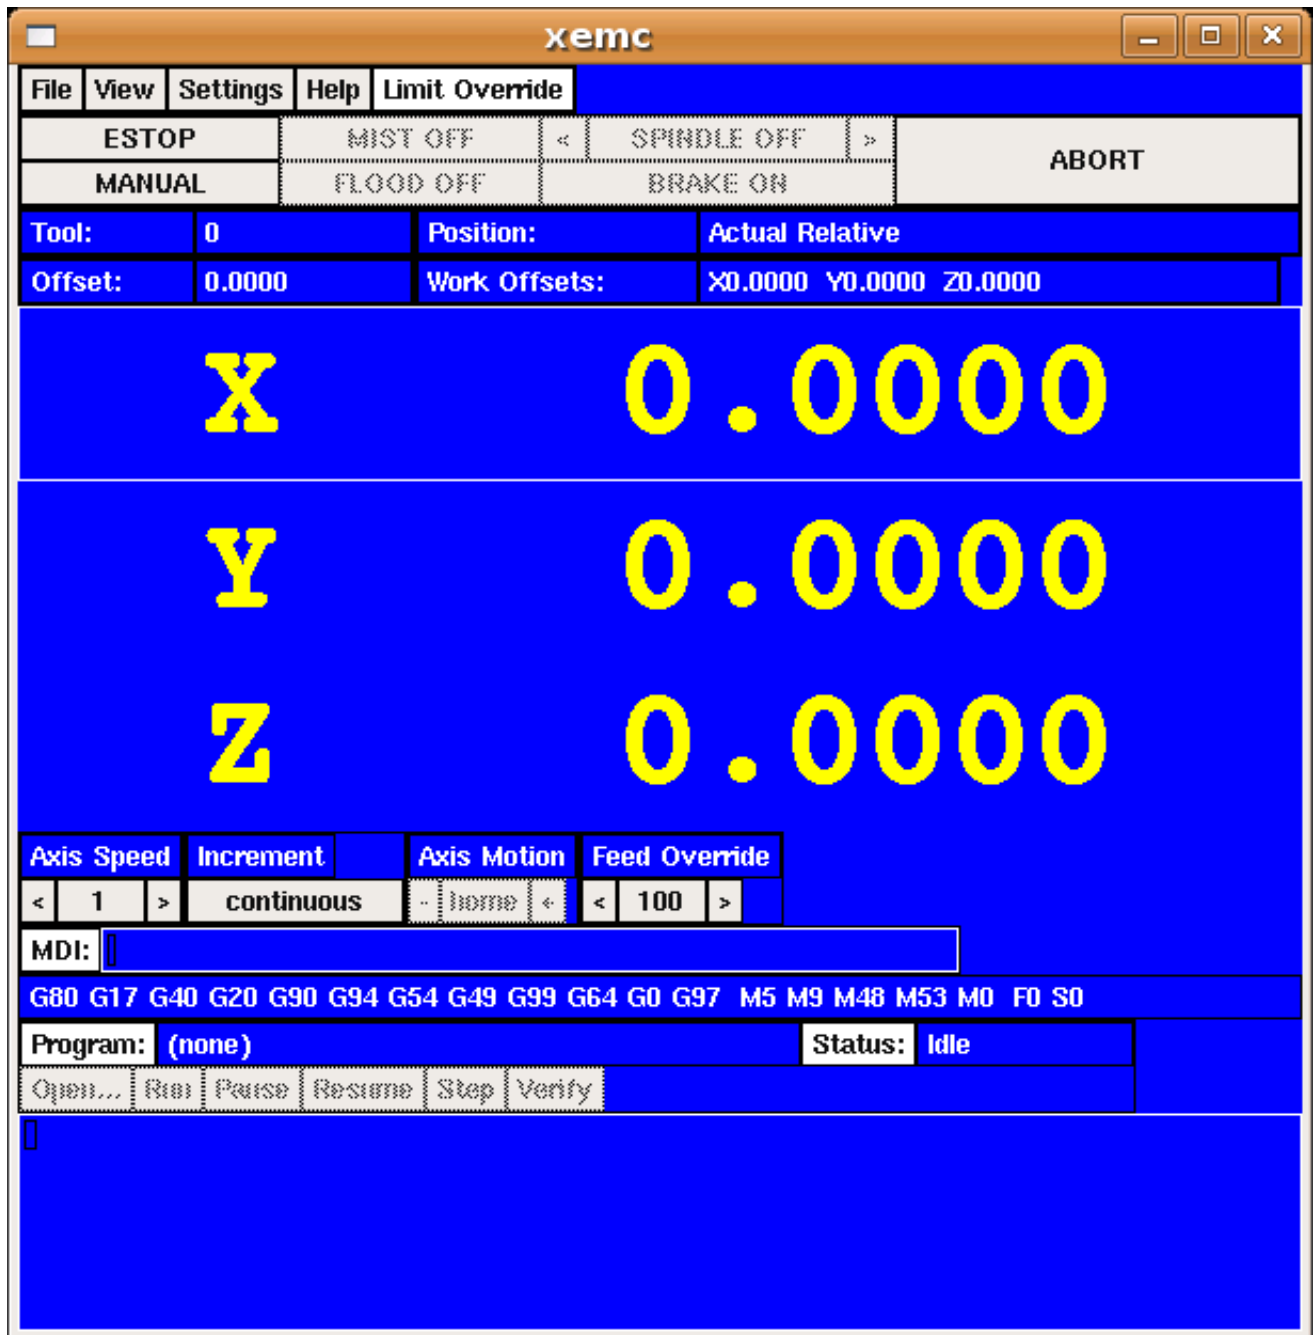 xemc
File View Settings Help Limit Override
ESTOP MIST OFF < SPINDLE OFF > ABORT
MANUAL FLOOD OFF BRAKE ON
Tool: 0 Position: Actual Relative
Offset: 0.0000 Work Offsets: X0.0000 Y0.0000 Z0.0000
X 0.0000
Y 0.0000
Z 0.0000
Axis Speed Increment Axis Motion Feed Override
< 1 > continuous - home + < 100 >
MDI:
G80 G17 G40 G20 G90 G94 G54 G49 G99 G64 G0 G97 M5 M9 M48 M53 M0 F0 S0
Program: (none) Status: Idle
Open... Run Pause Resume Step Verify